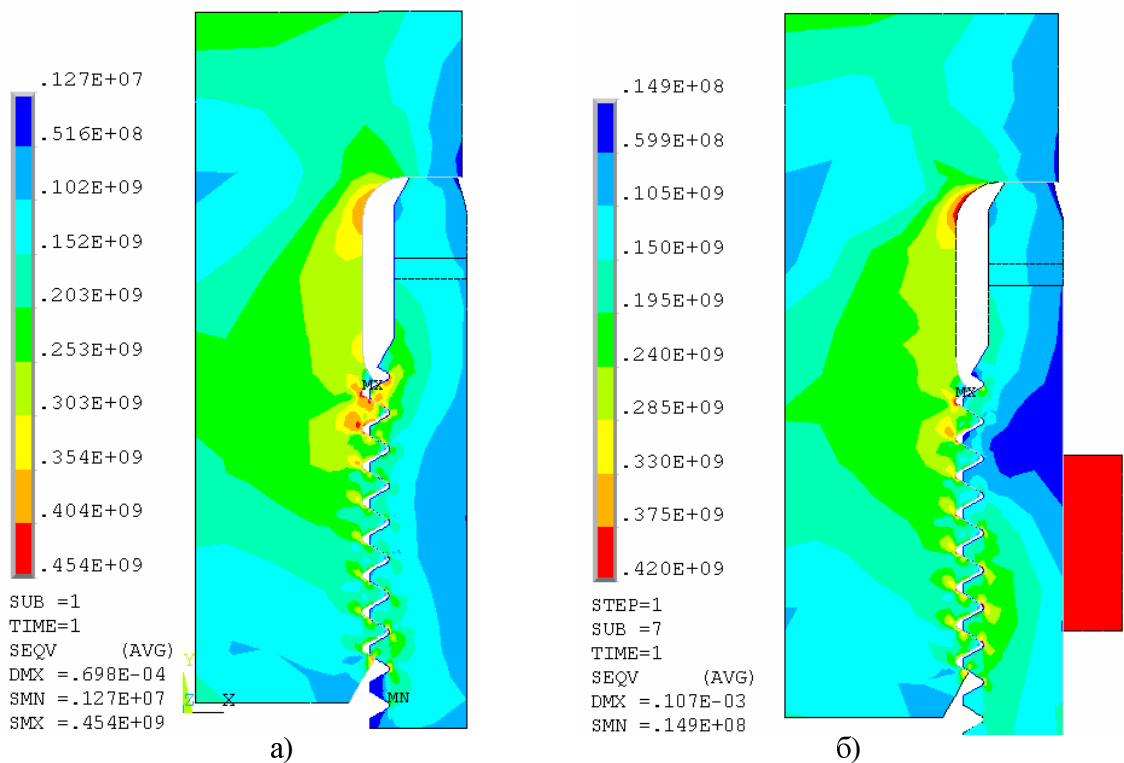 .127E+07
.516E+08
.102E+09
.152E+09
.203E+09
.253E+09
.303E+09
.354E+09
.404E+09
.454E+09
SUB =1
TIME=1
SEQV (AVG)
DMX =.698E-04
SMN =.127E+07
SMX =.454E+09
Y
Z X
MX
MN
а)
.149E+08
.599E+08
.105E+09
.150E+09
.195E+09
.240E+09
.285E+09
.330E+09
.375E+09
.420E+09
STEP=1
SUB =7
TIME=1
SEQV (AVG)
DMX =.107E-03
SMN =.149E+08
MX
б)